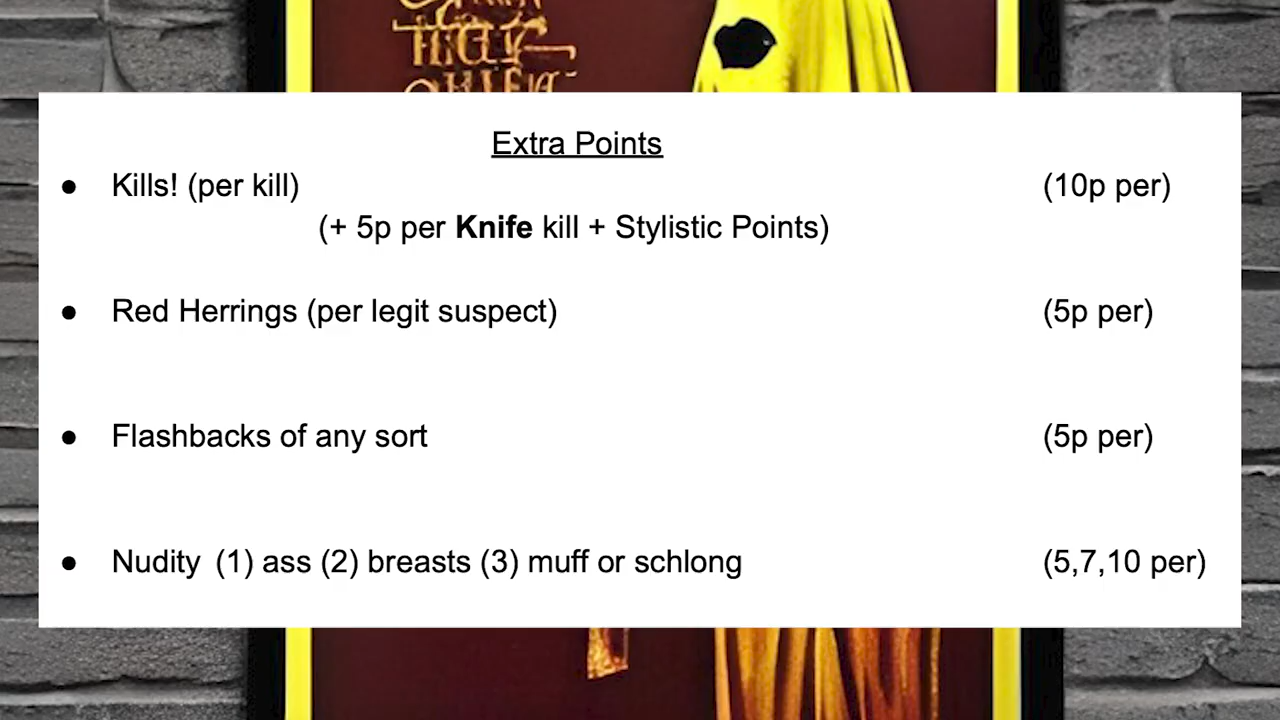 Extra Points
● Kills! (per kill) (10p per)
(+ 5p per Knife kill + Stylistic Points)
● Red Herrings (per legit suspect) (5p per)
● Flashbacks of any sort (5p per)
● Nudity (1) ass (2) breasts (3) muff or schlong (5,7,10 per)